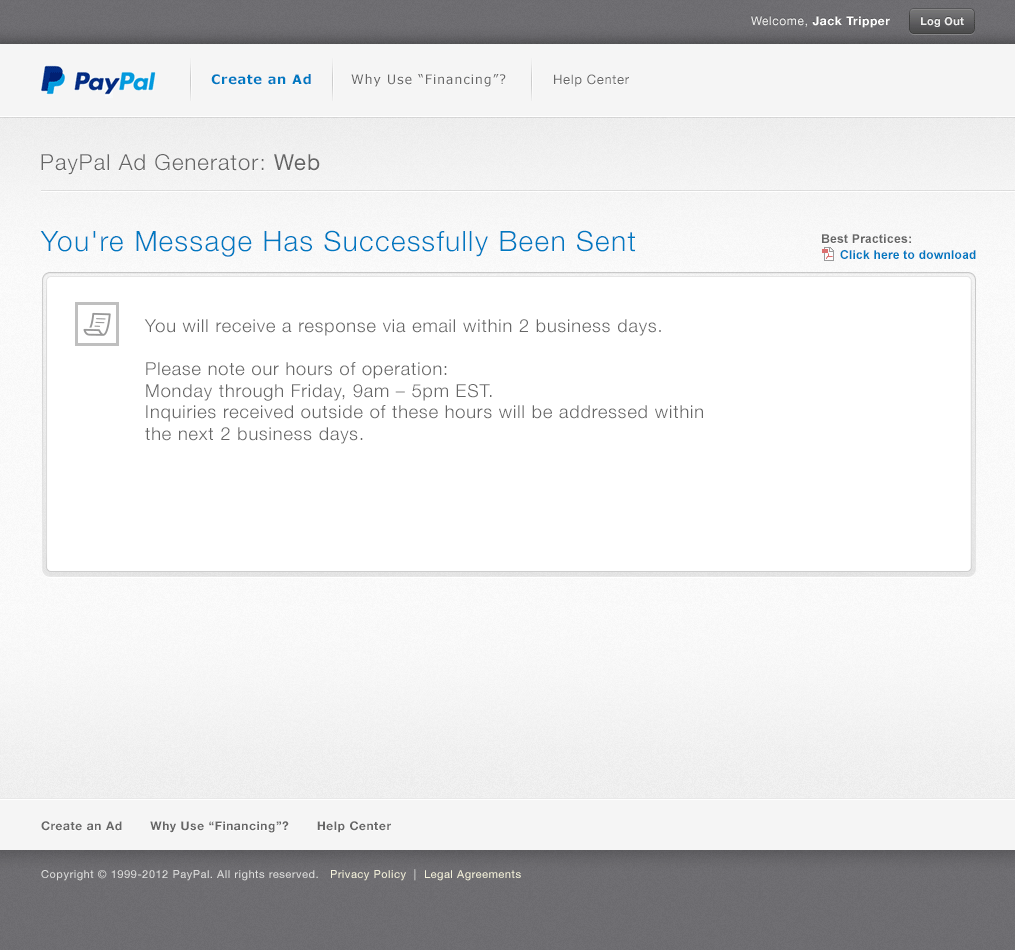 Welcome, Jack Tripper
Log Out
PayPal
Create an Ad
Why Use “Financing”?
Help Center
PayPal Ad Generator: Web
You're Message Has Successfully Been Sent
Best Practices:
Click here to download
You will receive a response via email within 2 business days.
Please note our hours of operation:
Monday through Friday, 9am – 5pm EST.
Inquiries received outside of these hours will be addressed within
the next 2 business days.
Create an Ad
Why Use “Financing”?
Help Center
Copyright © 1999-2012 PayPal. All rights reserved. Privacy Policy | Legal Agreements